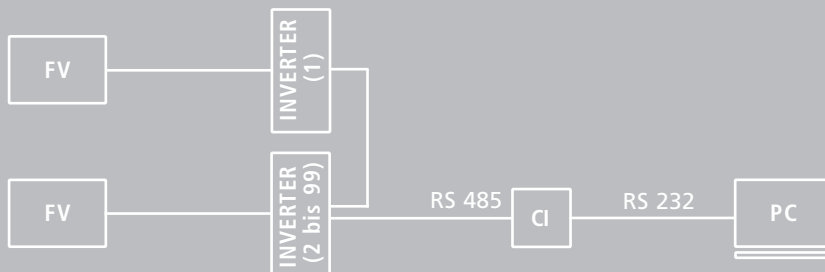 FV
INVERTER
(1)
FV
INVERTER
(2 bis 99)
RS 485
CI
RS 232
PC